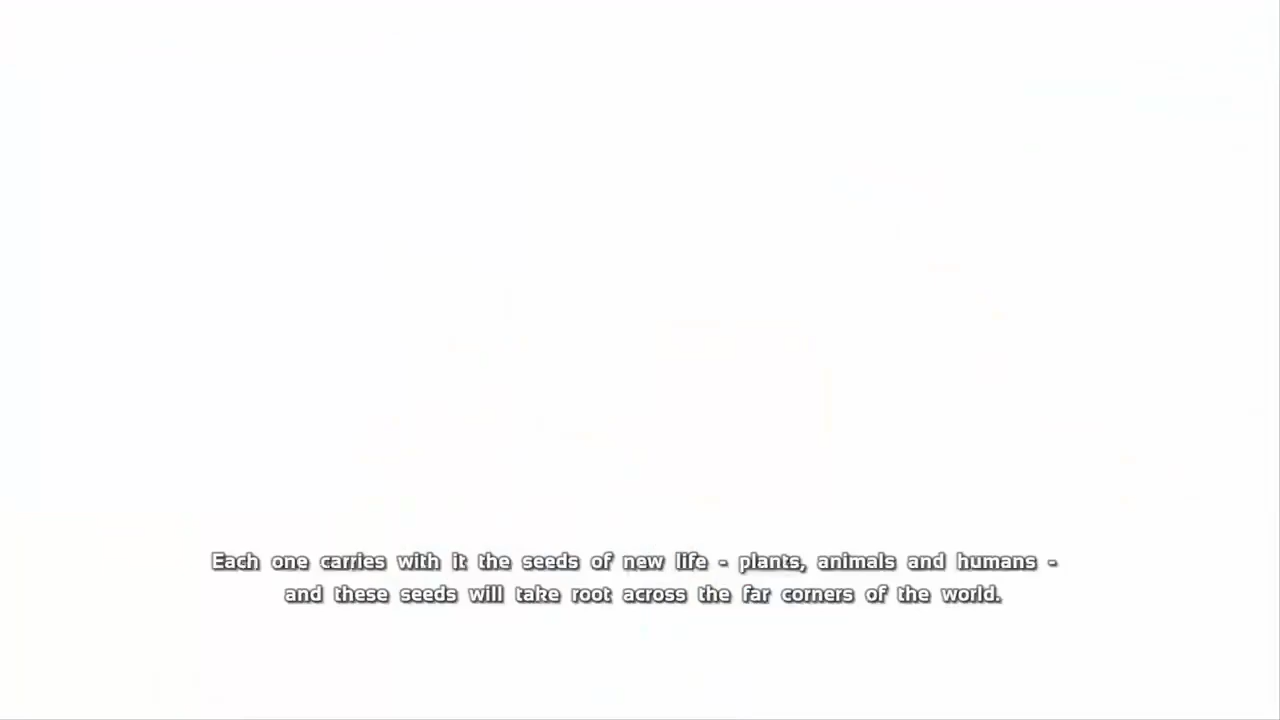 Each one carries with it the seeds of new life - plants, animals and humans -
and these seeds will take root across the far corners of the world.